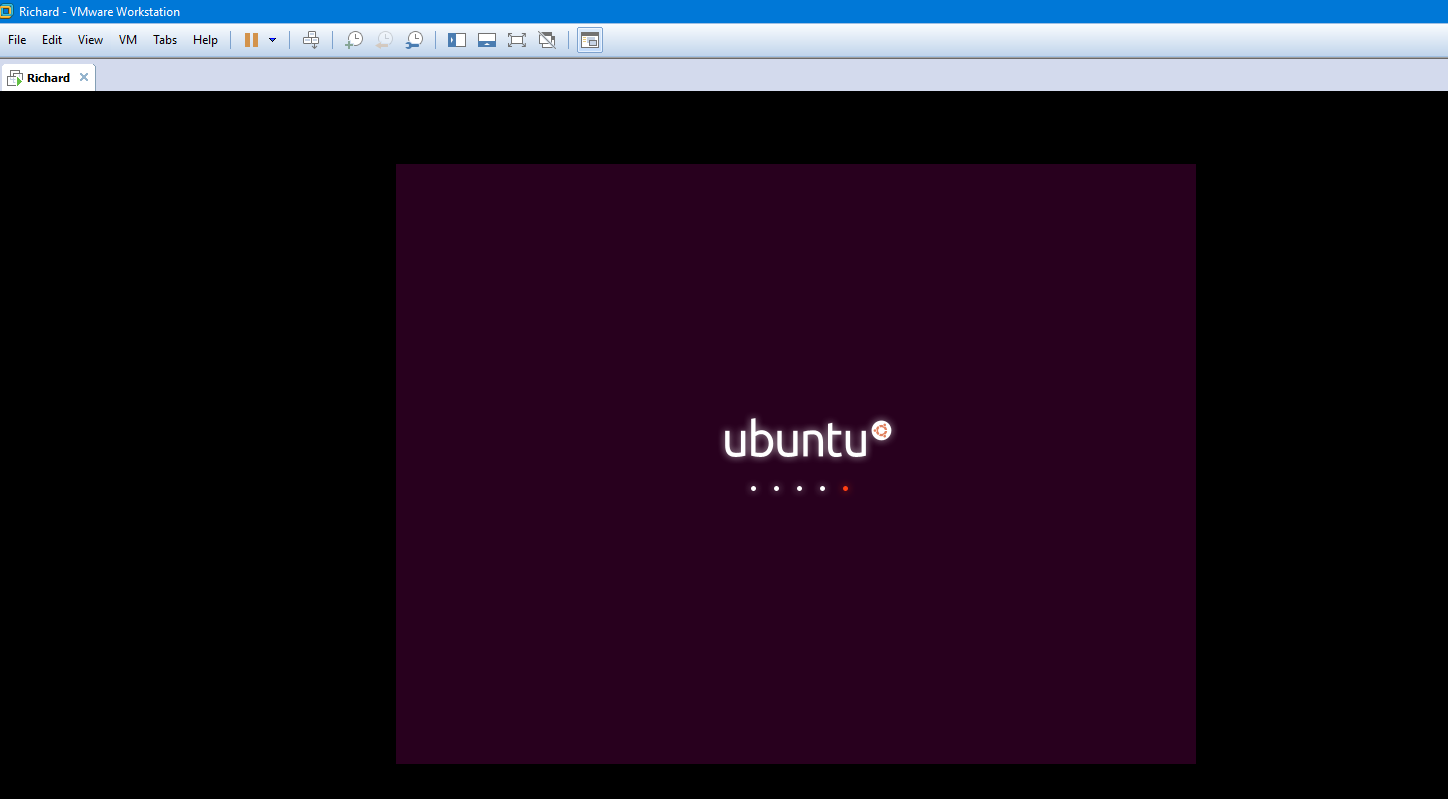 Richard - VMware Workstation
File Edit View VM Tabs Help
Richard
ubuntu